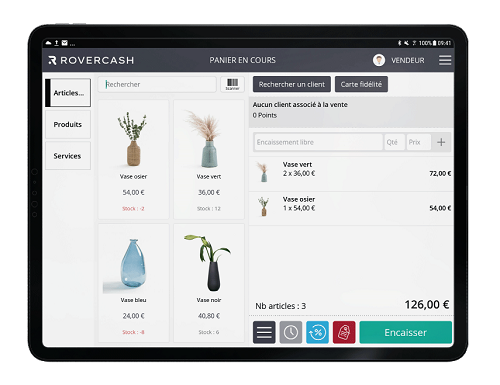 100% 09:41
ROVERCASH
PANIER EN COURS
VENDEUR
Articles...
Produits
Services
Rechercher
Scanner
Vase osier
54,00 €
Stock : -2
Vase vert
36,00 €
Stock : 12
Vase bleu
24,00 €
Stock : -8
Vase noir
40,80 €
Stock : 6
Rechercher un client
Carte fidélité
Aucun client associé à la vente
0 Points
Encaissement libre
Qté
Prix
+
Vase vert
2 x 36,00 €
72,00 €
Vase osier
1 x 54,00 €
54,00 €
Nb articles : 3
126,00 €
%
Encaisser